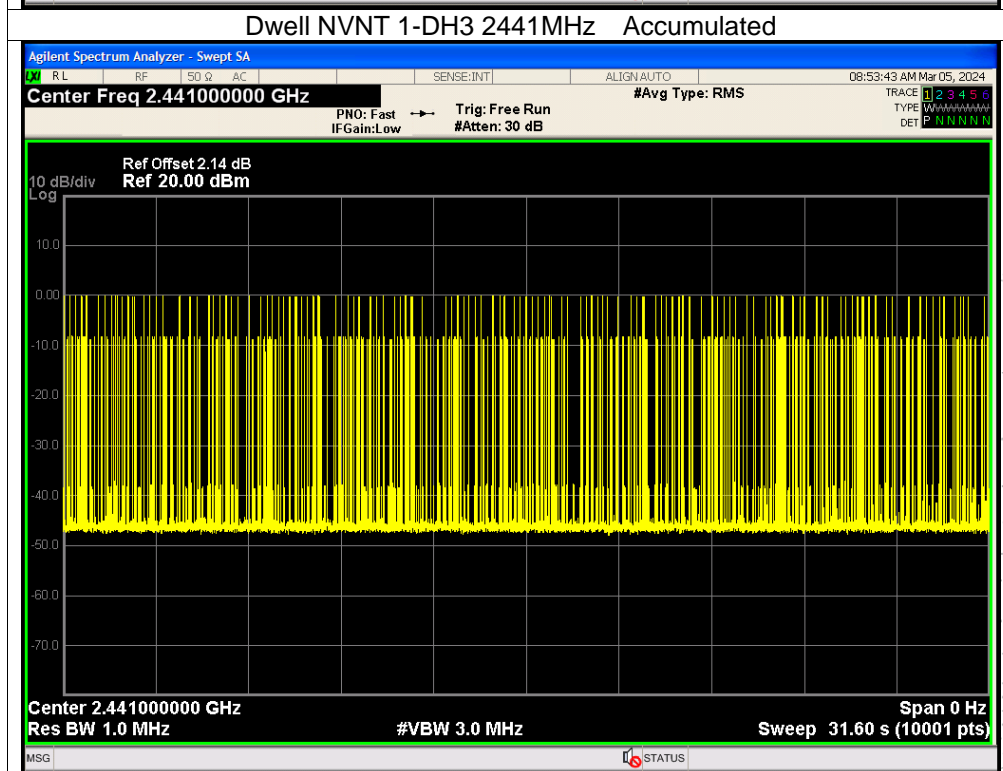 Dwell NVNT 1-DH3 2441MHz Accumulated
Agilent Spectrum Analyzer - Swept SA
LXI RL RF 50 Ω AC SENSE:INT ALIGN AUTO 08:53:43 AM Mar 05, 2024
Center Freq 2.441000000 GHz #Avg Type: RMS TRACE 1 2 3 4 5 6
PNO: Fast Trig: Free Run TYPE WWWWWW
IFGain:Low #Atten: 30 dB DET P N N N N N
Ref Offset 2.14 dB
10 dB/div Ref 20.00 dBm
Log
10.0
0.00
-10.0
-20.0
-30.0
-40.0
-50.0
-60.0
-70.0
Center 2.441000000 GHz Span 0 Hz
Res BW 1.0 MHz #VBW 3.0 MHz Sweep 31.60 s (10001 pts)
MSG STATUS